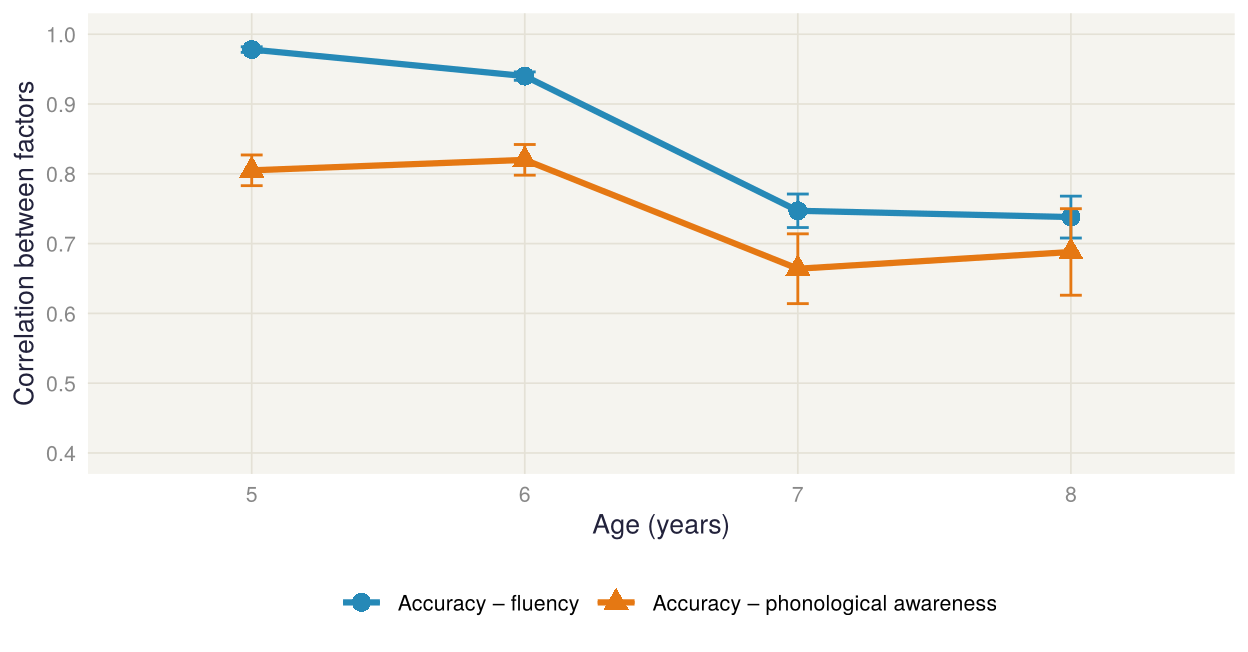 1.0
0.9
0.8
0.7
0.6
0.5
0.4
Correlation between factors
5 6 7 8
Age (years)
Accuracy – fluency Accuracy – phonological awareness